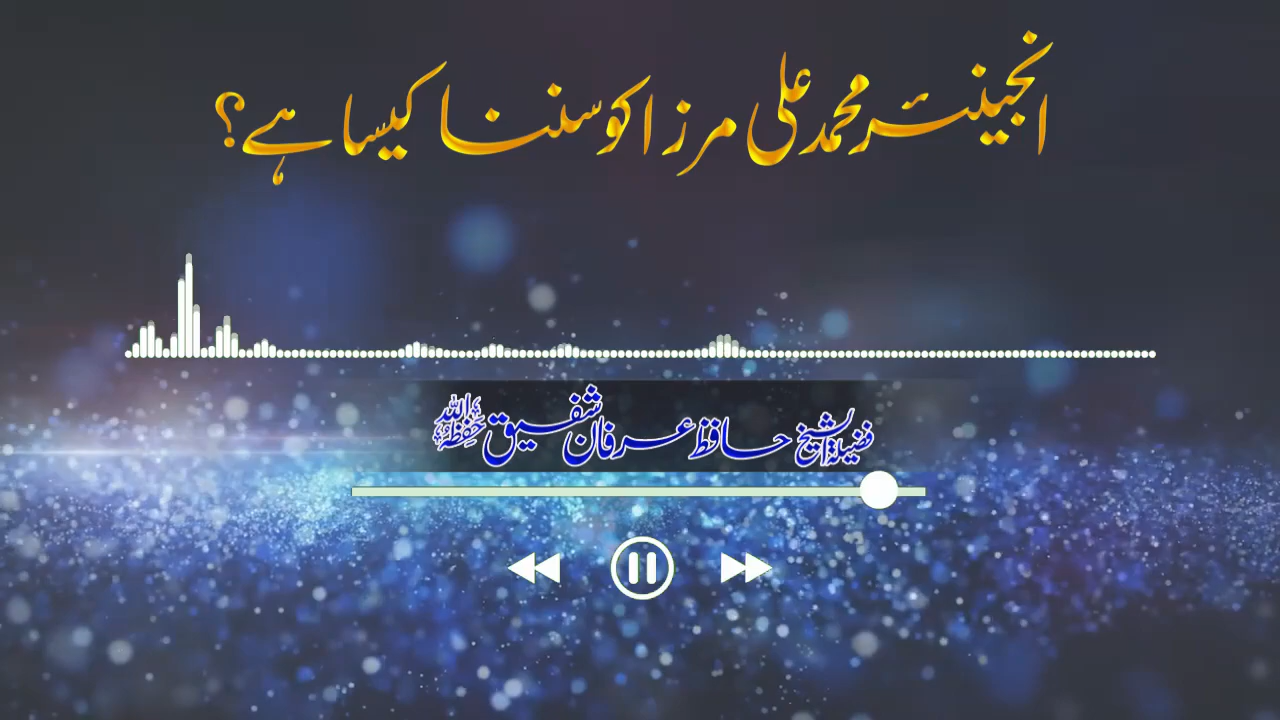 انجینئر محمد علی مرزا کو سننا کیسا ہے؟
فضیلۃ الشیخ حافظ عرفان شفیق حفظہ اللہ